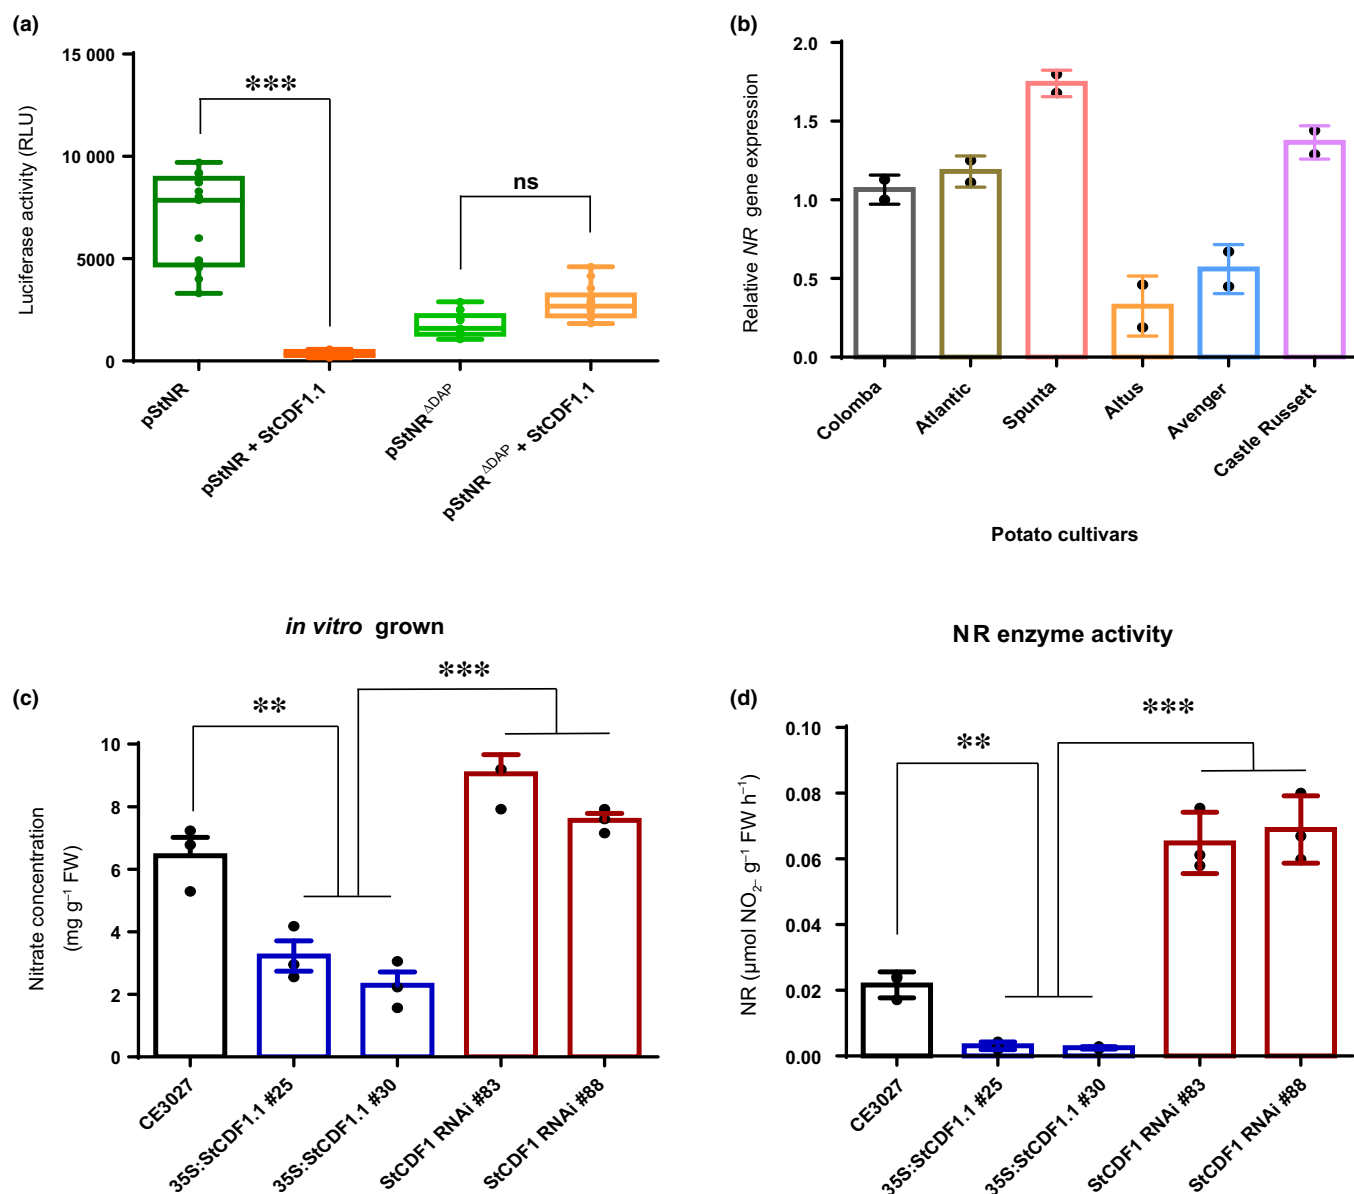 (a)
15 000
10 000
5000
0
Luciferase activity (RLU)
***
ns
pStNR
pStNR + StCDF1.1
pStNR^ΔDAP
pStNR^ΔDAP + StCDF1.1
(b)
2.0
1.5
1.0
0.5
0.0
Relative NR gene expression
Colomba
Atlantic
Spunta
Altus
Avenger
Castle Russett
Potato cultivars
in vitro grown
(c)
10
8
6
4
2
0
Nitrate concentration
(mg g⁻¹ FW)
**
***
CE3027
35S:StCDF1.1 #25
35S:StCDF1.1 #30
StCDF1 RNAi #83
StCDF1 RNAi #88
NR enzyme activity
(d)
0.10
0.08
0.06
0.04
0.02
0.00
NR (µmol NO₂₋ g⁻¹ FW h⁻¹)
**
***
CE3027
35S:StCDF1.1 #25
35S:StCDF1.1 #30
StCDF1 RNAi #83
StCDF1 RNAi #88